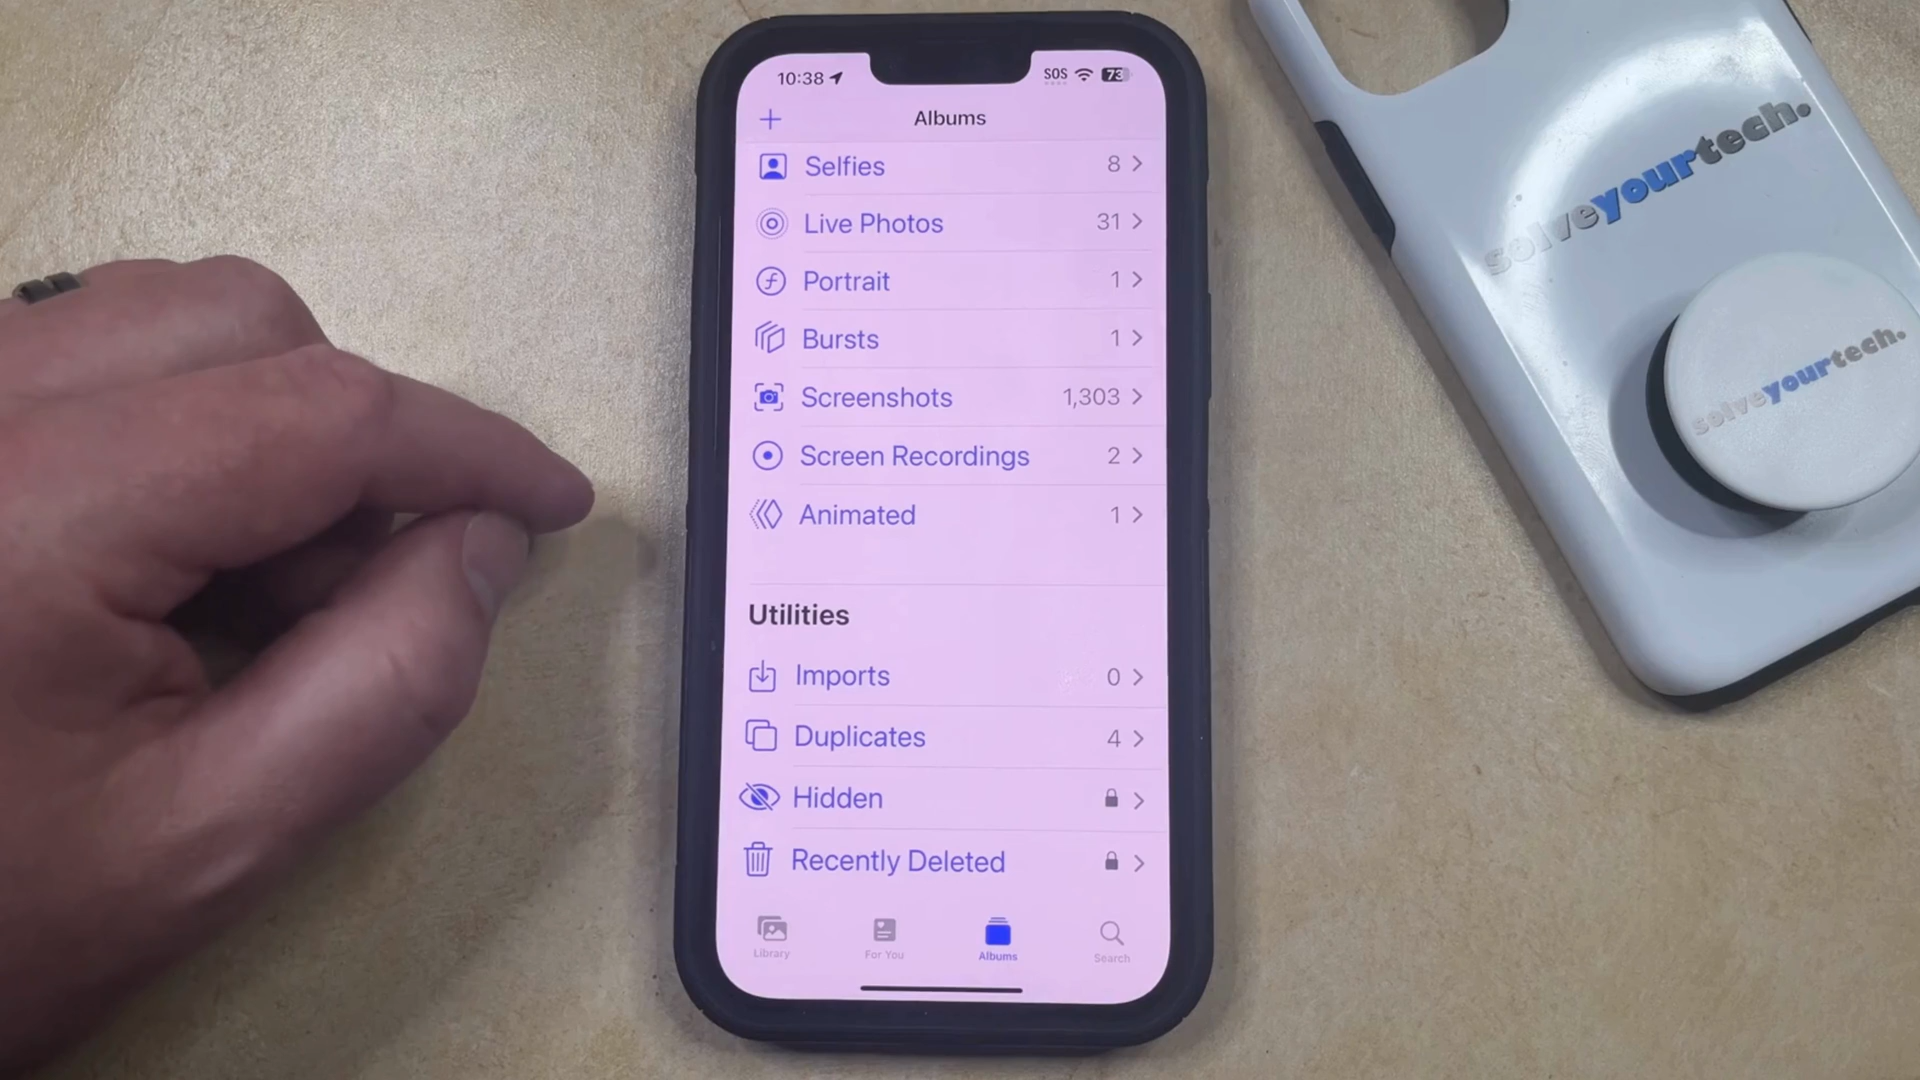 10:38
SOS 73
Albums
Selfies 8
Live Photos 31
Portrait 1
Bursts 1
Screenshots 1,303
Screen Recordings 2
Animated 1
Utilities
Imports 0
Duplicates 4
Hidden
Recently Deleted
Library
For You
Albums
Search
solveyourtech.
solveyourtech.